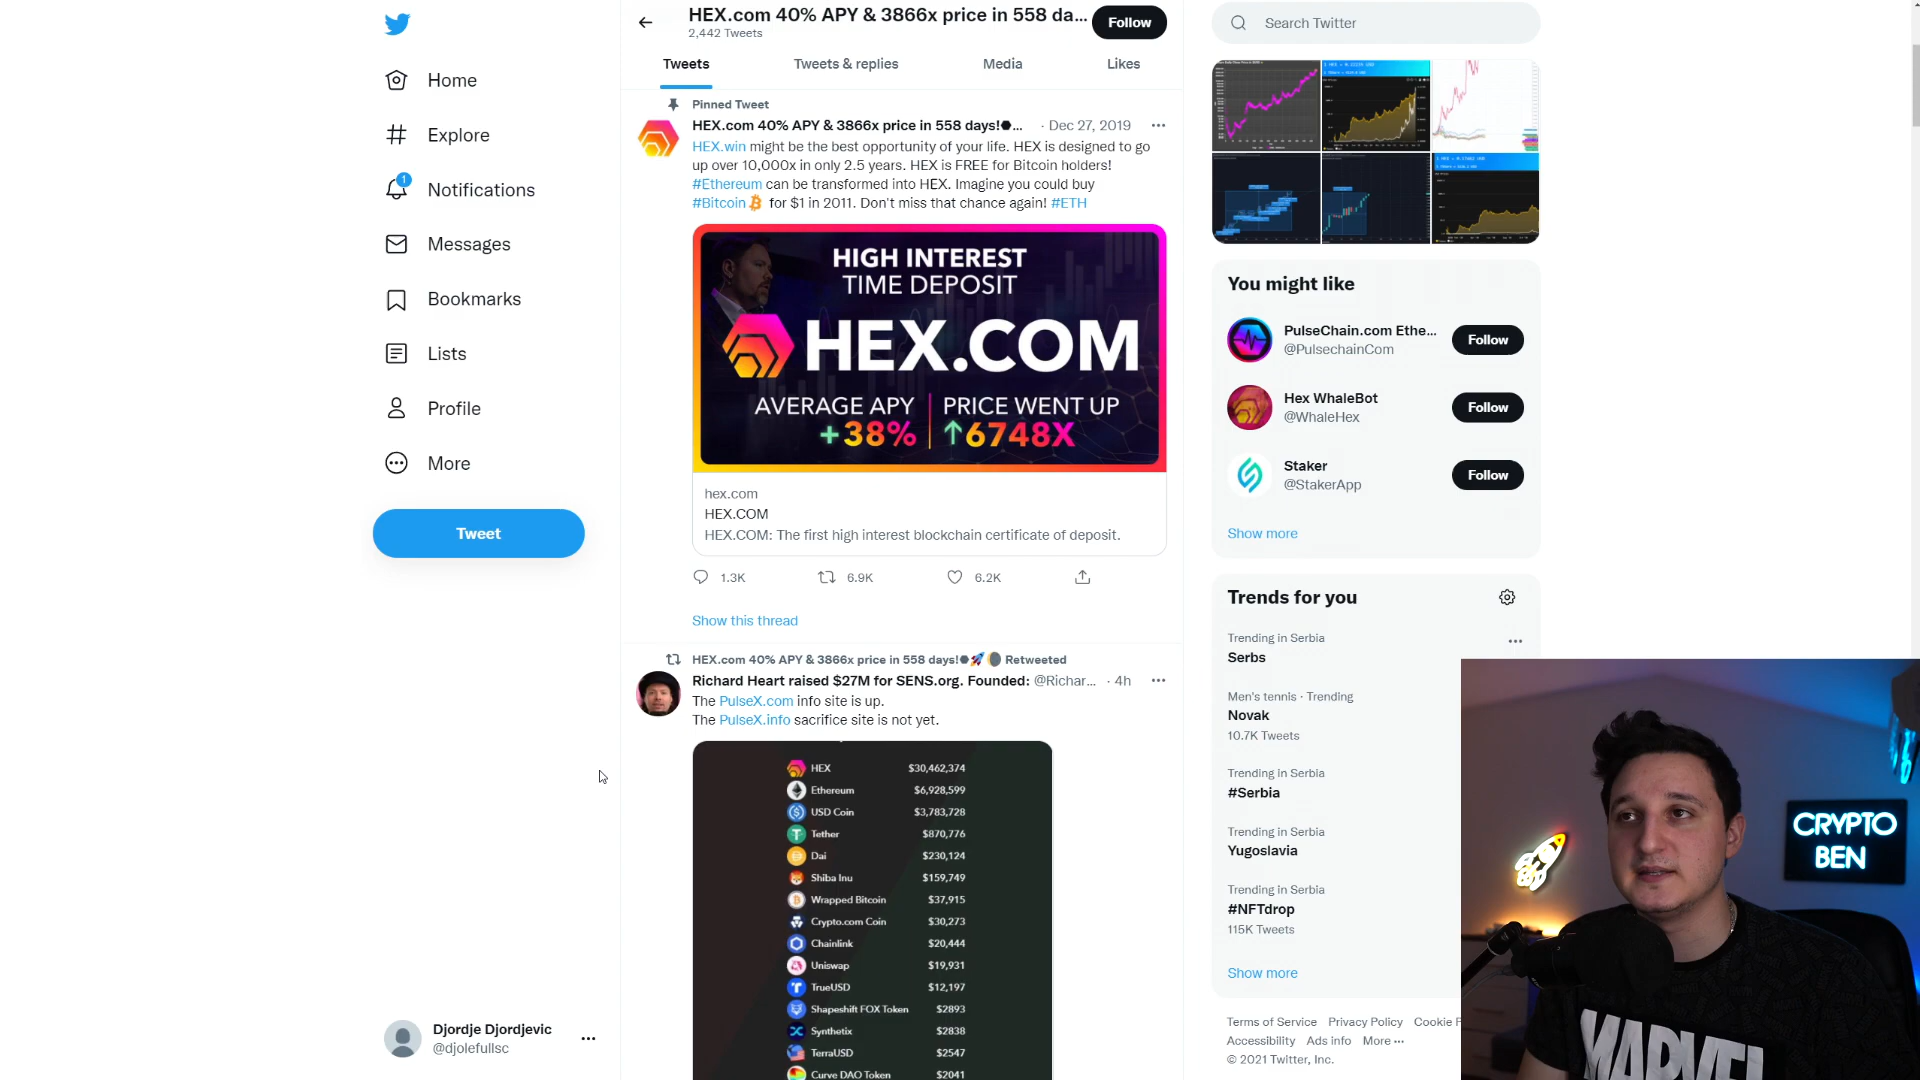 Home
Explore
1
Notifications
Messages
Bookmarks
Lists
Profile
More
Tweet
Djordje Djordjevic
@djolefullsc
HEX.com 40% APY & 3866x price in 558 da...
2,442 Tweets
Follow
Tweets
Tweets & replies
Media
Likes
Pinned Tweet
HEX.com 40% APY & 3866x price in 558 days!... · Dec 27, 2019
HEX.win might be the best opportunity of your life. HEX is designed to go
up over 10,000x in only 2.5 years. HEX is FREE for Bitcoin holders!
#Ethereum can be transformed into HEX. Imagine you could buy
#Bitcoin for $1 in 2011. Don't miss that chance again! #ETH
HIGH INTEREST
TIME DEPOSIT
HEX.COM
AVERAGE APY
+38%
PRICE WENT UP
↑6748X
hex.com
HEX.COM
HEX.COM: The first high interest blockchain certificate of deposit.
1.3K
6.9K
6.2K
Show this thread
HEX.com 40% APY & 3866x price in 558 days! Retweeted
Richard Heart raised $27M for SENS.org. Founded: @Richar... · 4h
The PulseX.com info site is up.
The PulseX.info sacrifice site is not yet.
HEX $30,462,374
Ethereum $6,928,599
USD Coin $3,783,728
Tether $870,776
Dai $230,124
Shiba Inu $159,749
Wrapped Bitcoin $37,915
Crypto.com Coin $30,273
Chainlink $20,444
Uniswap $19,931
TrueUSD $12,197
Shapeshift FOX Token $2893
Synthetix $2838
TerraUSD $2547
Curve DAO Token $2041
Search Twitter
You might like
PulseChain.com Ethe...
@PulsechainCom
Follow
Hex WhaleBot
@WhaleHex
Follow
Staker
@StakerApp
Follow
Show more
Trends for you
Trending in Serbia
Serbs
Men's tennis · Trending
Novak
10.7K Tweets
Trending in Serbia
#Serbia
Trending in Serbia
Yugoslavia
Trending in Serbia
#NFTdrop
115K Tweets
Show more
Terms of Service Privacy Policy Cookie
Accessibility Ads info More ···
© 2021 Twitter, Inc.
CRYPTO
BEN
MARVEL